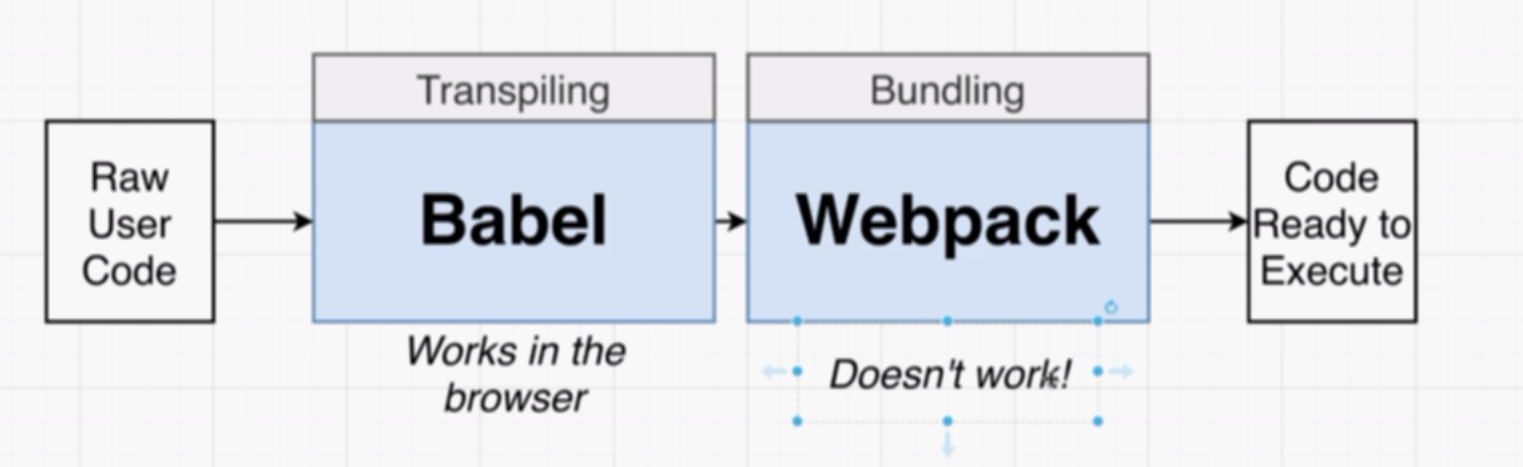 Transpiling
Bundling
Raw
User
Code
Babel
Webpack
Code
Ready to
Execute
Works in the
browser
Doesn't work!